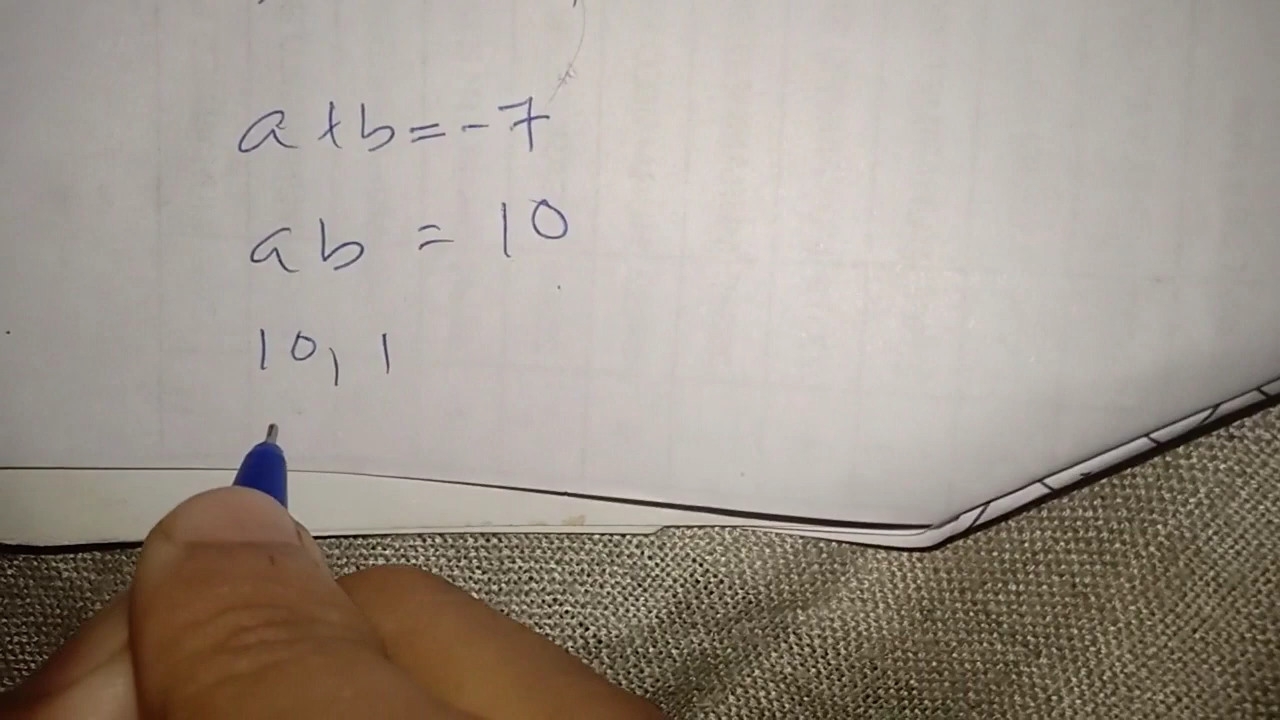 a + b = - 7
ab = 10
10, 1